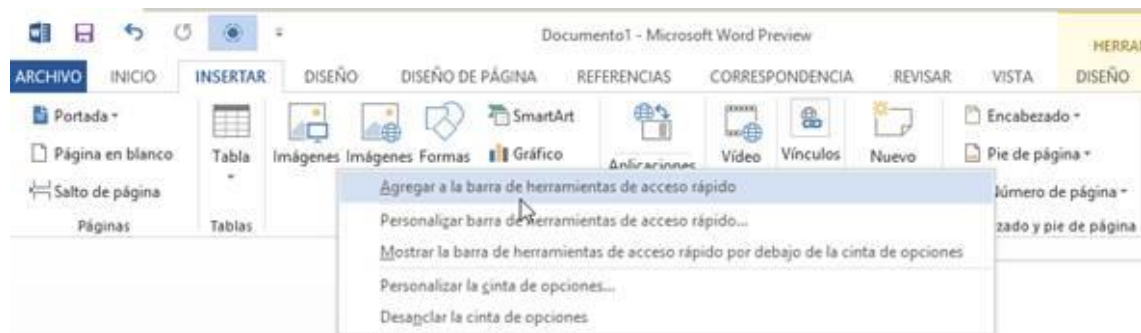 Documento1 - Microsoft Word Preview
HERRAI
ARCHIVO INICIO INSERTAR DISEÑO DISEÑO DE PÁGINA REFERENCIAS CORRESPONDENCIA REVISAR VISTA DISEÑO
Portada
Página en blanco
Salto de página
Páginas
Tabla
Tablas
Imágenes Imágenes Formas
SmartArt
Gráfico
Aplicaciones
Vídeo
Vínculos
Nuevo
Encabezado
Pie de página
Número de página
zado y pie de página
Agregar a la barra de herramientas de acceso rápido
Personalizar barra de herramientas de acceso rápido...
Mostrar la barra de herramientas de acceso rápido por debajo de la cinta de opciones
Personalizar la cinta de opciones...
Desanclar la cinta de opciones